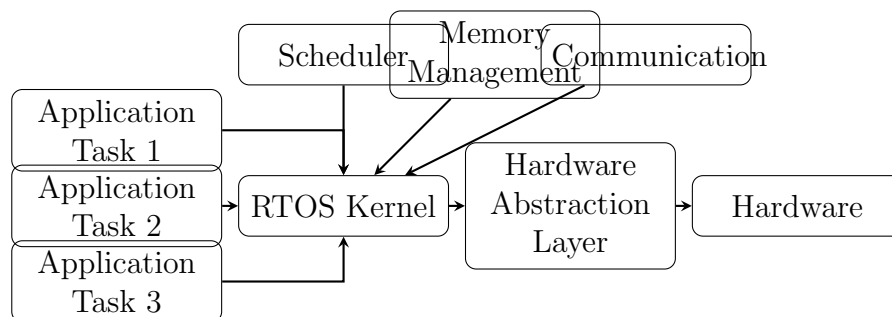 Scheduler
Memory
Management
Communication
Application
Task 1
Application
Task 2
Application
Task 3
RTOS Kernel
Hardware
Abstraction
Layer
Hardware